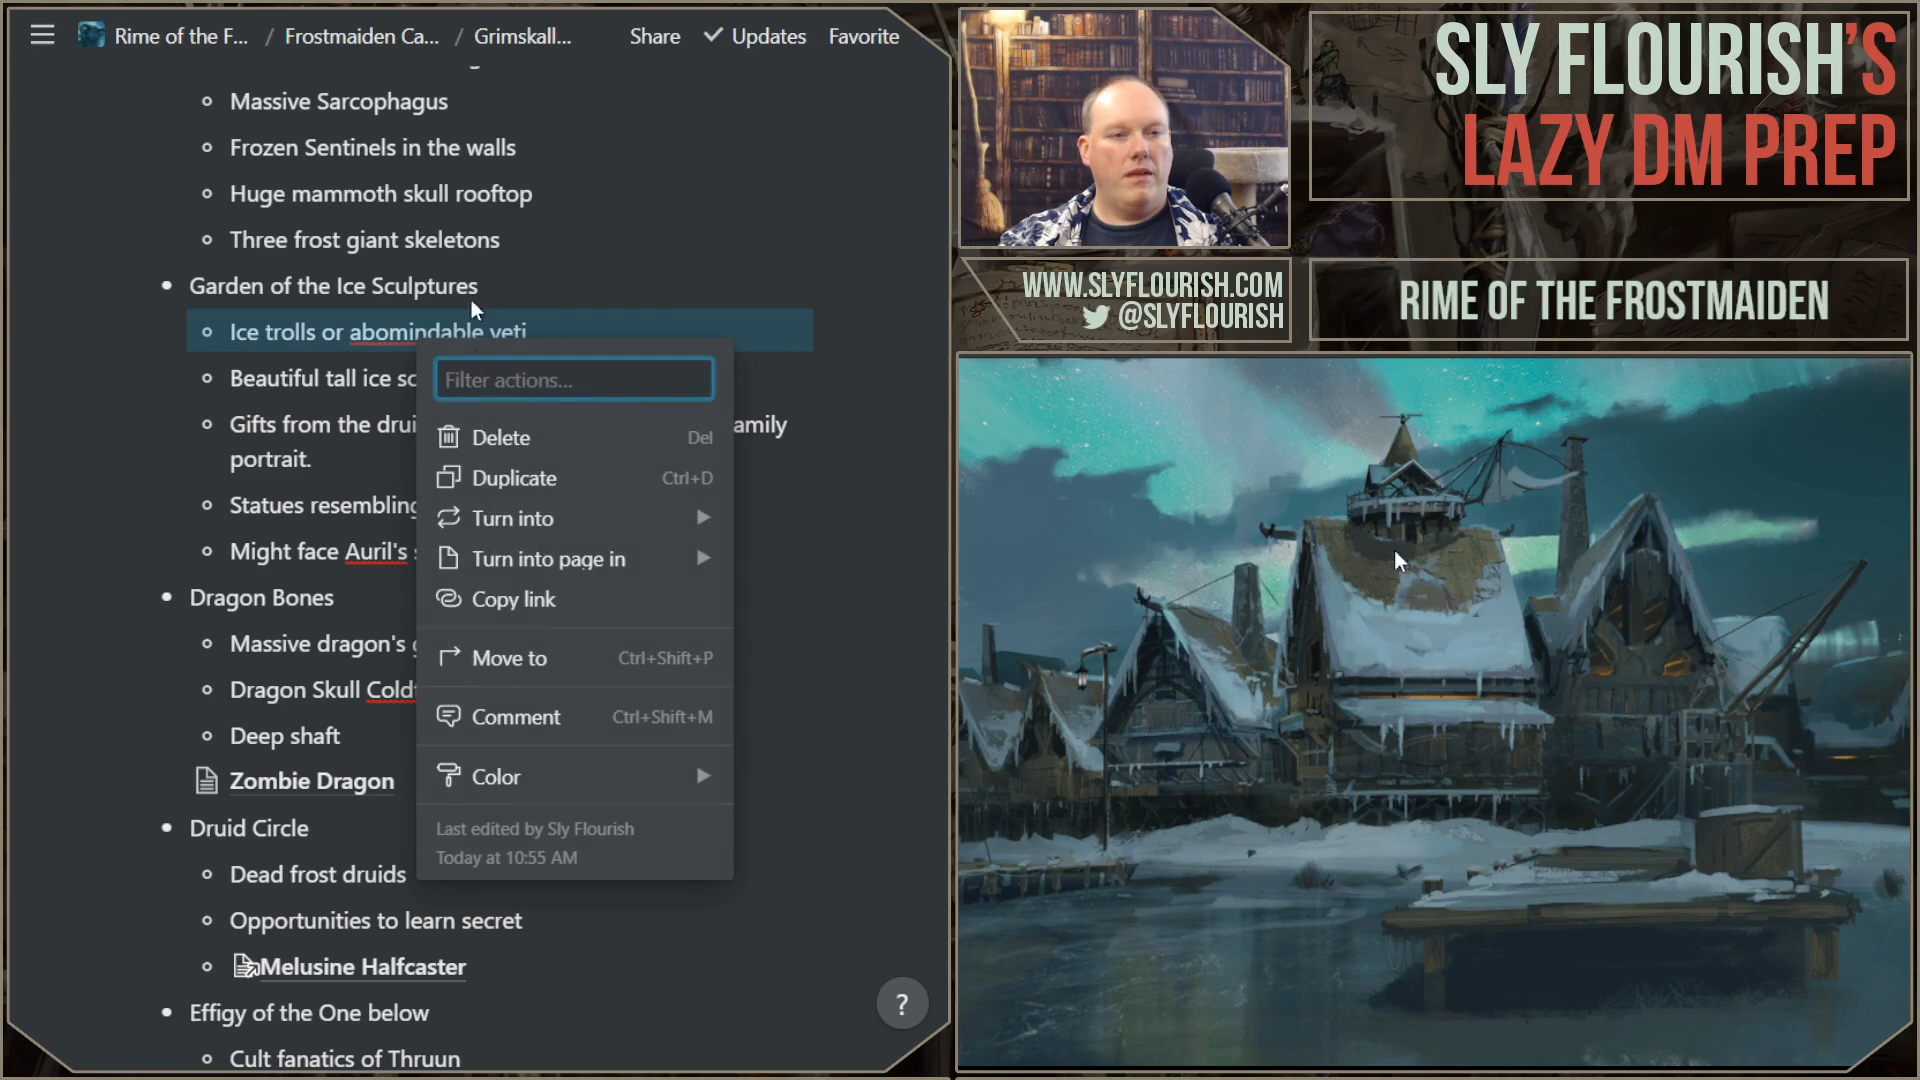 Rime of the F... / Frostmaiden Ca... / Grimskall... Share Updates Favorite
Massive Sarcophagus
Frozen Sentinels in the walls
Huge mammoth skull rooftop
Three frost giant skeletons
Garden of the Ice Sculptures
Ice trolls or abomindable yeti
Beautiful tall ice sc
Gifts from the drui amily
portrait.
Statues resembling
Might face Auril's
Dragon Bones
Massive dragon's
Dragon Skull Cold
Deep shaft
Zombie Dragon
Druid Circle
Dead frost druids
Opportunities to learn secret
Melusine Halfcaster
Effigy of the One below
Cult fanatics of Thruun
Filter actions...
Delete Del
Duplicate Ctrl+D
Turn into
Turn into page in
Copy link
Move to Ctrl+Shift+P
Comment Ctrl+Shift+M
Color
Last edited by Sly Flourish
Today at 10:55 AM
?
SLY FLOURISH'S
LAZY DM PREP
WWW.SLYFLOURISH.COM
@SLYFLOURISH
RIME OF THE FROSTMAIDEN